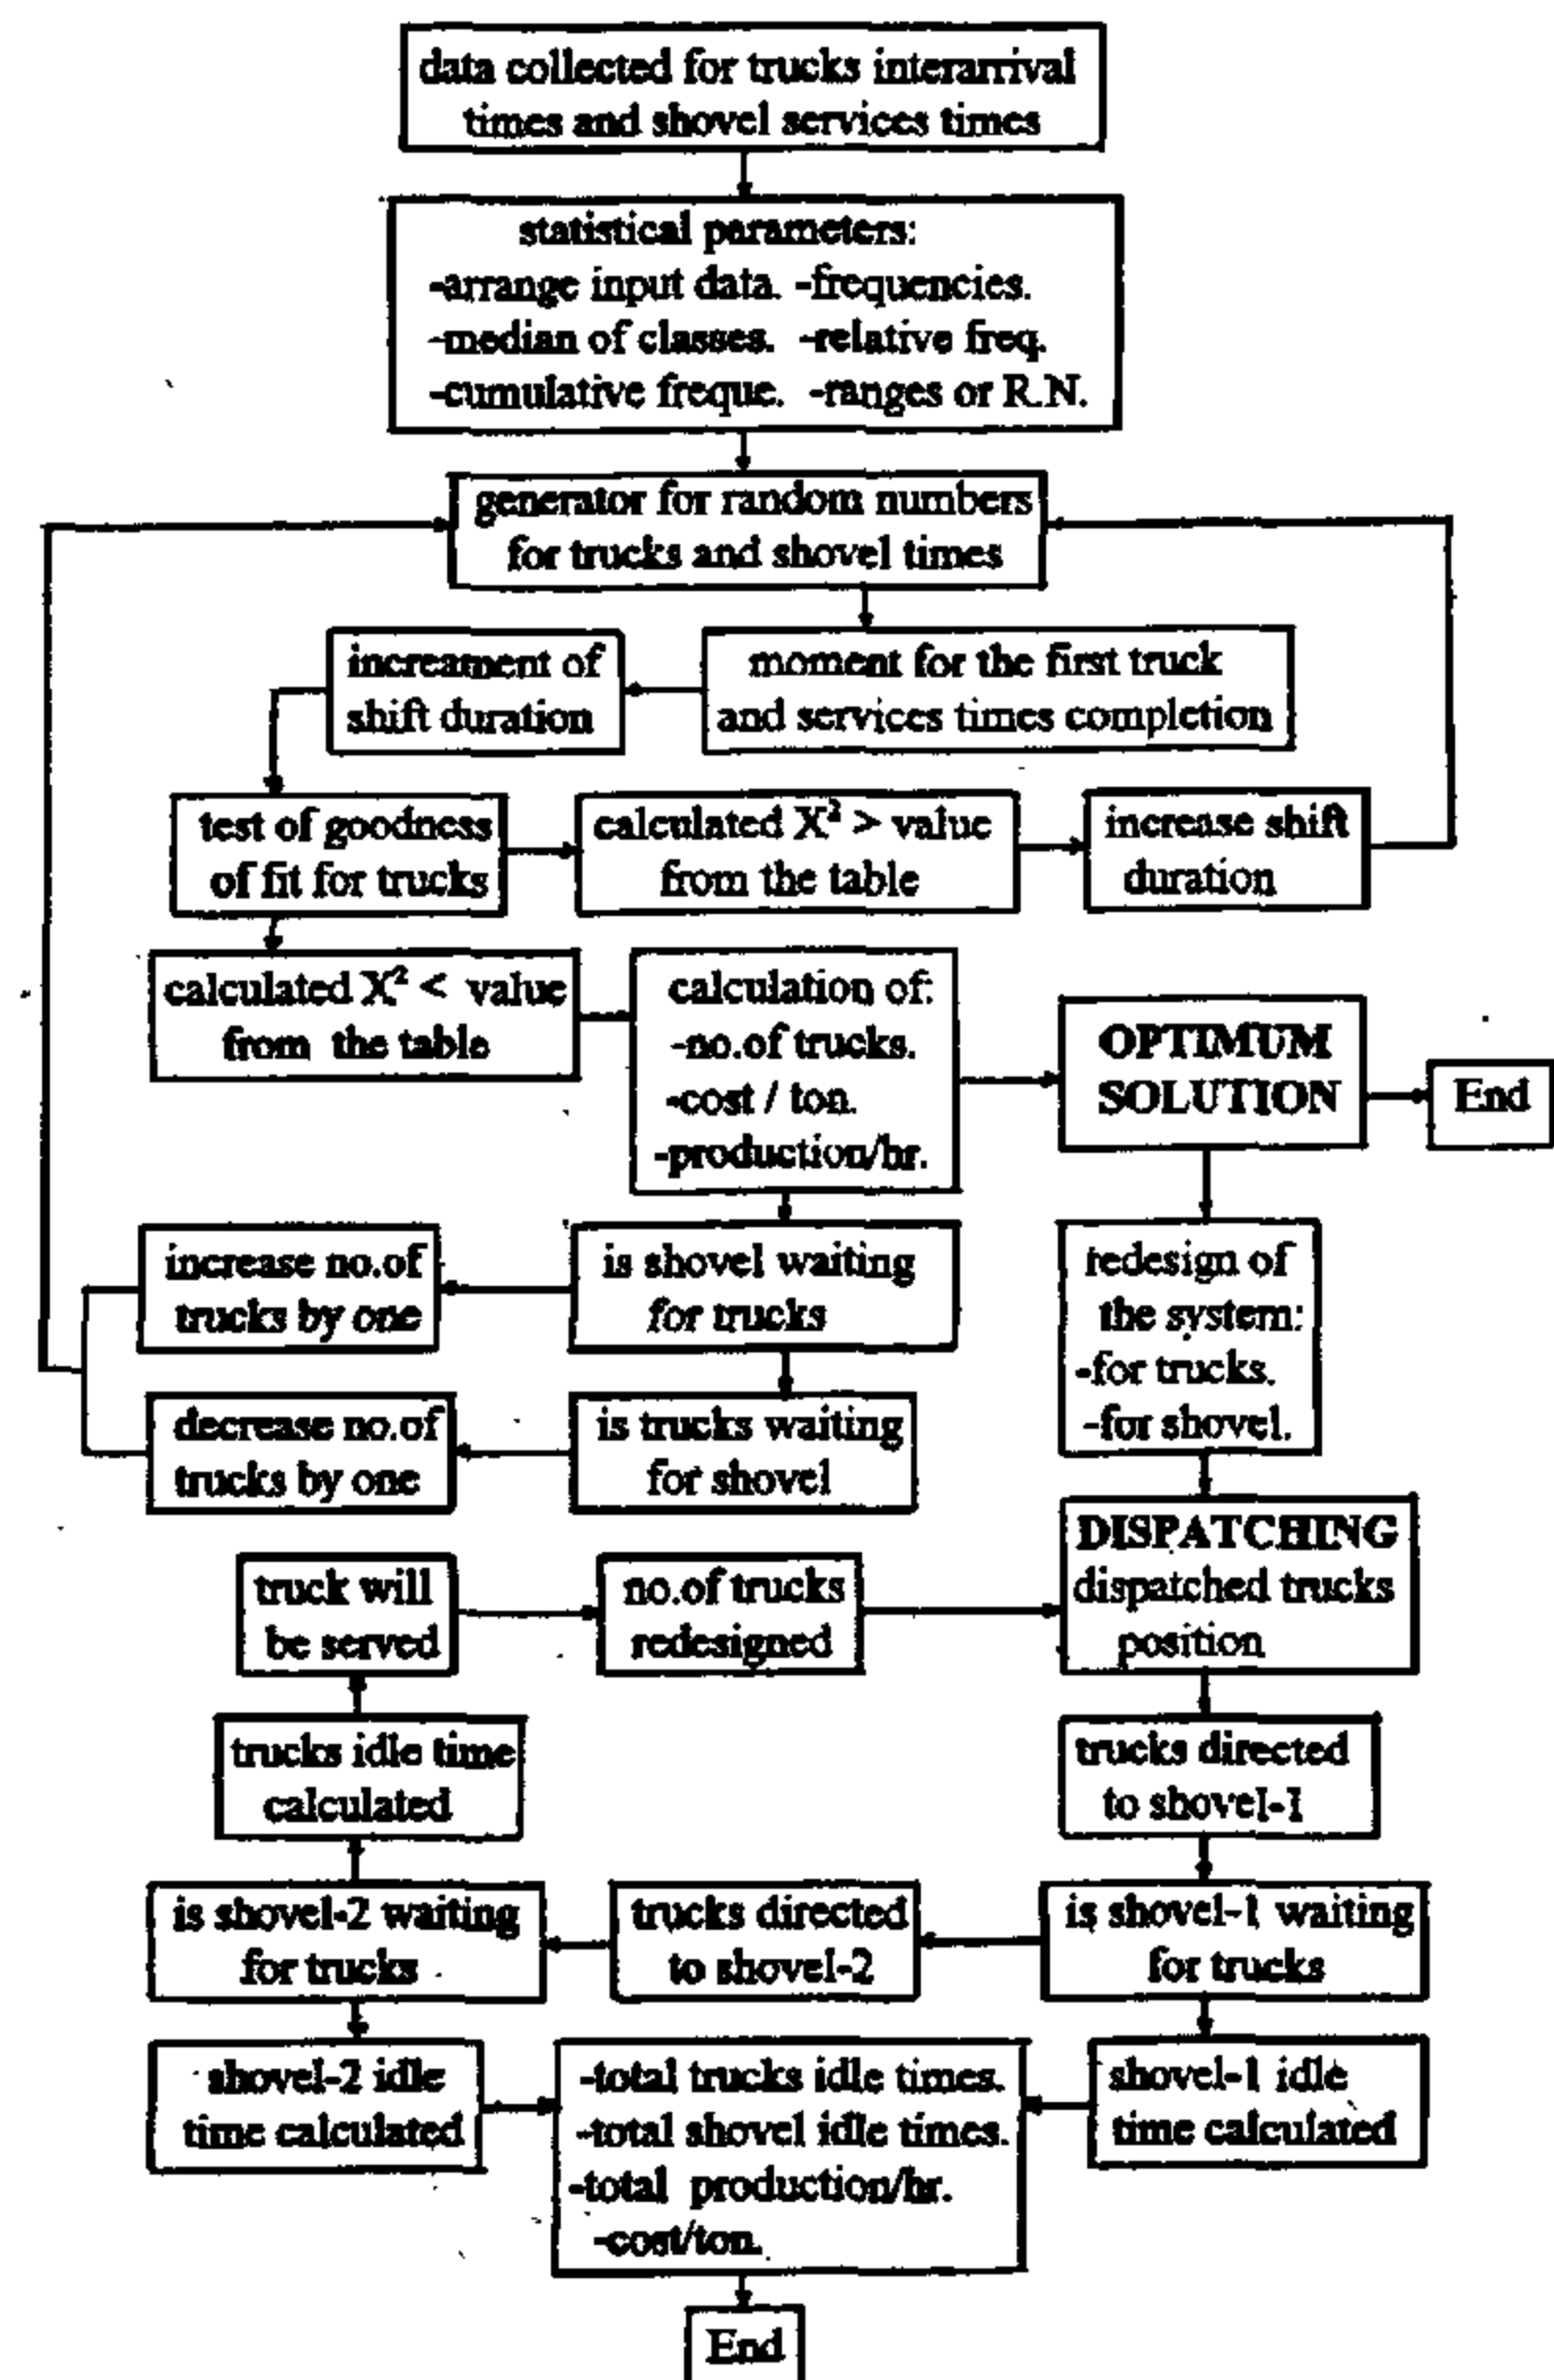 data collected for trucks interarrival
times and shovel services times
statistical parameters:
-arrange input data. -frequencies.
-median of classes. -relative freq.
-cumulative freque. -ranges or R.N.
generator for random numbers
for trucks and shovel times
increament of
shift duration
moment for the first truck
and services times completion
test of goodness
of fit for trucks
calculated X² > value
from the table
increase shift
duration
calculated X² < value
from the table
calculation of:
-no.of trucks.
-cost / ton.
-production/hr.
OPTIMUM
SOLUTION
End
increase no.of
trucks by one
is shovel waiting
for trucks
redesign of
the system:
-for trucks.
-for shovel.
decrease no.of
trucks by one
is trucks waiting
for shovel
DISPATCHING
dispatched trucks
position
truck will
be served
no.of trucks
redesigned
trucks idle time
calculated
trucks directed
to shovel-1
is shovel-2 waiting
for trucks
trucks directed
to shovel-2
is shovel-1 waiting
for trucks
shovel-2 idle
time calculated
-total trucks idle times.
-total shovel idle times.
-total production/hr.
-cost/ton.
shovel-1 idle
time calculated
End